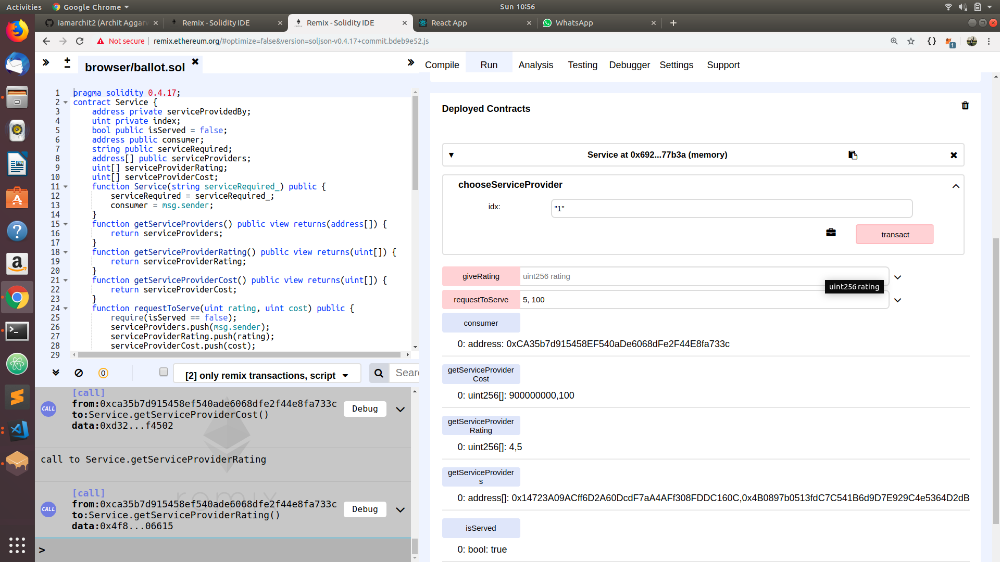 Activities
Google Chrome
Sun 10:56
iamarchit2 (Archit Aggarw
Remix - Solidity IDE
Remix - Solidity IDE
React App
WhatsApp
Not secure
remix.ethereum.org/#optimize=false&version=soljson-v0.4.17+commit.bdeb9e52.js
1
browser/ballot.sol
1 pragma solidity 0.4.17;
2 contract Service {
3 address private serviceProvidedBy;
4 uint private index;
5 bool public isServed = false;
6 address public consumer;
7 string public serviceRequired;
8 address[] public serviceProviders;
9 uint[] serviceProviderRating;
10 uint[] serviceProviderCost;
11 function Service(string serviceRequired_) public {
12 serviceRequired = serviceRequired_;
13 consumer = msg.sender;
14 }
15 function getServiceProviders() public view returns(address[]) {
16 return serviceProviders;
17 }
18 function getServiceProviderRating() public view returns(uint[]) {
19 return serviceProviderRating;
20 }
21 function getServiceProviderCost() public view returns(uint[]) {
22 return serviceProviderCost;
23 }
24 function requestToServe(uint rating, uint cost) public {
25 require(isServed == false);
26 serviceProviders.push(msg.sender);
27 serviceProviderRating.push(rating);
28 serviceProviderCost.push(cost);
29
0
[2] only remix transactions, script
Sear
[call]
CALL
from:0xca35b7d915458ef540ade6068dfe2f44e8fa733c
to:Service.getServiceProviderCost()
data:0xd32...f4502
Debug
call to Service.getServiceProviderRating
[call]
CALL
from:0xca35b7d915458ef540ade6068dfe2f44e8fa733c
to:Service.getServiceProviderRating()
data:0x4f8...06615
Debug
remix
>
Compile
Run
Analysis
Testing
Debugger
Settings
Support
Deployed Contracts
Service at 0x692...77b3a (memory)
chooseServiceProvider
idx:
"1"
transact
giveRating
uint256 rating
uint256 rating
requestToServe
5, 100
consumer
0: address: 0xCA35b7d915458EF540aDe6068dFe2F44E8fa733c
getServiceProvider
Cost
0: uint256[]: 900000000,100
getServiceProvider
Rating
0: uint256[]: 4,5
getServiceProvider
s
0: address[]: 0x14723A09ACff6D2A60DcdF7aA4AFf308FDDC160C,0x4B0897b0513fdC7C541B6d9D7E929C4e5364D2dB
isServed
0: bool: true